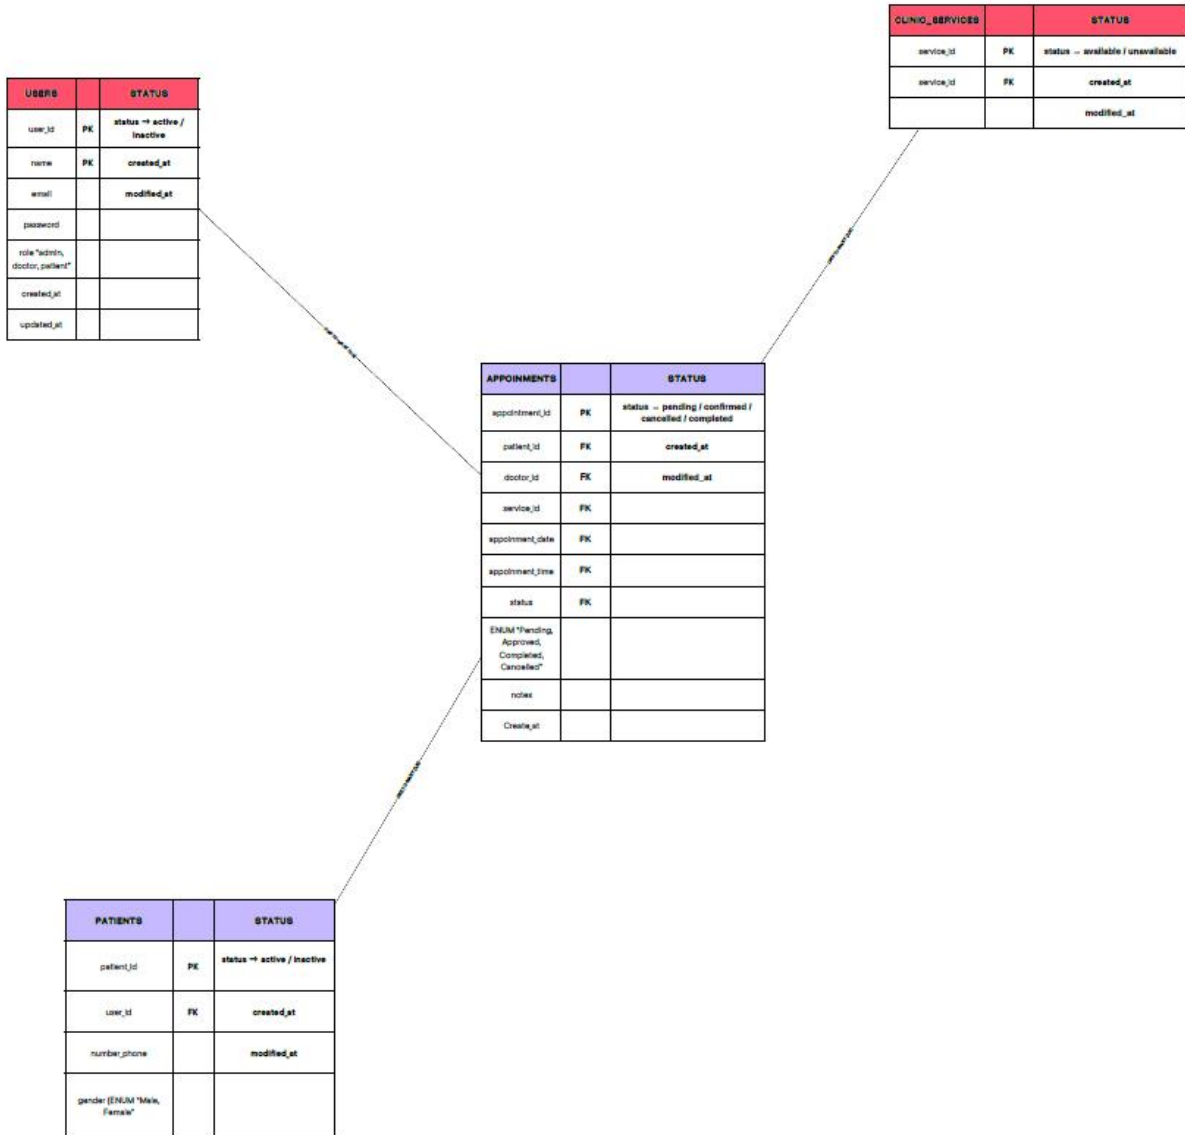 CLINIC_SERVICES STATUS
service_id PK status → available / unavailable
service_id FK created_at
modified_at
USERS STATUS
user_id PK status → active /
inactive
name PK created_at
email modified_at
password
role "admin,
doctor, patient"
created_at
updated_at
APPOINMENTS STATUS
appointment_id PK status → pending / confirmed /
cancelled / completed
patient_id FK created_at
doctor_id FK modified_at
service_id FK
appoinment_date FK
appoinment_time FK
status FK
ENUM "Pending,
Approved,
Completed,
Cancelled"
notes
Create_at
PATIENTS STATUS
patient_id PK status → active / inactive
user_id FK created_at
number_phone modified_at
gender (ENUM "Male,
Female"